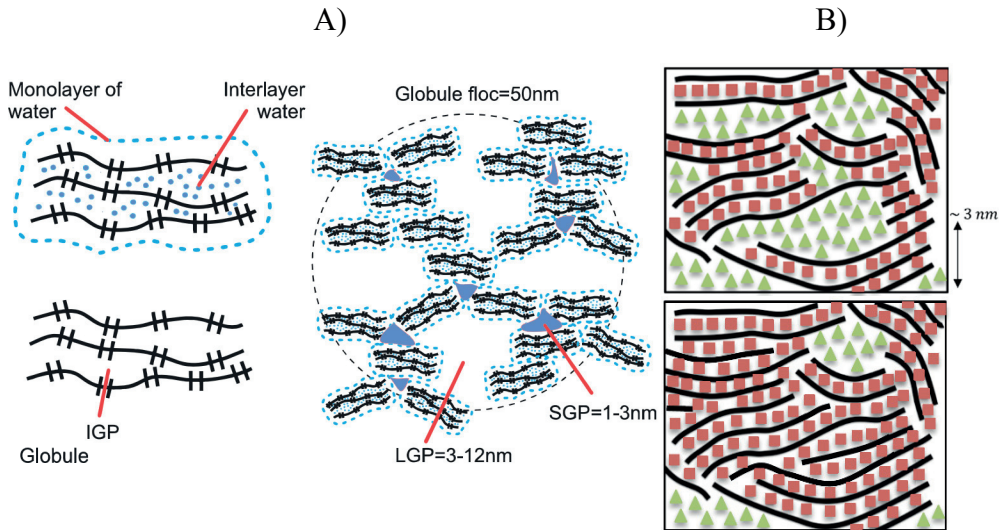 A)
B)
Monolayer of
water
Interlayer
water
Globule floc=50nm
~ 3 nm
IGP
Globule
SGP=1-3nm
LGP=3-12nm